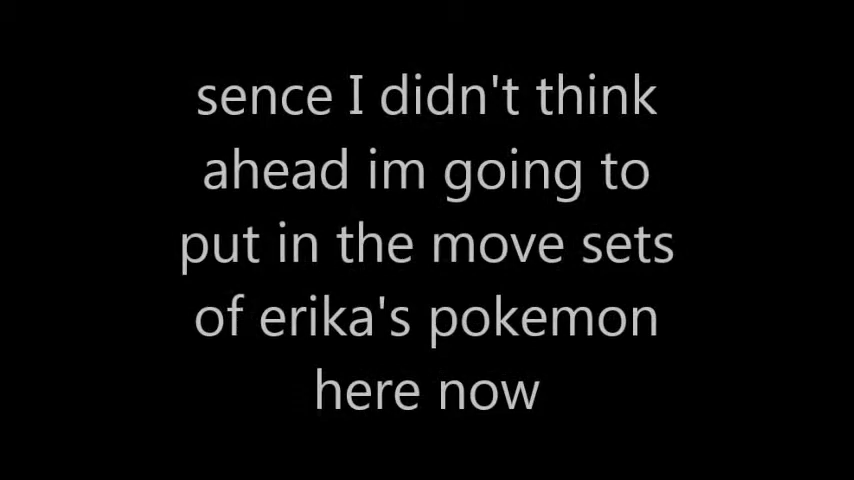 sence I didn't think
ahead im going to
put in the move sets
of erika's pokemon
here now